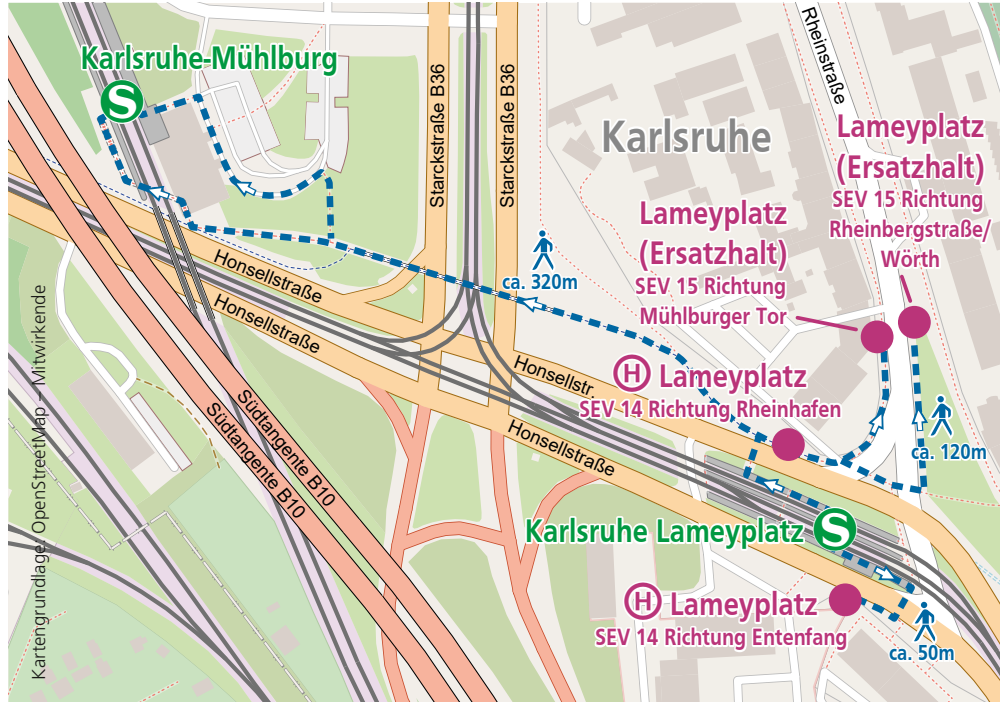 Karlsruhe-Mühlburg
S
Starckstraße B36
Starckstraße B36
Rheinstraße
Karlsruhe
Lameyplatz
(Ersatzhalt)
SEV 15 Richtung
Rheinbergstraße/
Wörth
Lameyplatz
(Ersatzhalt)
SEV 15 Richtung
Mühlburger Tor
ca. 320m
Honsellstraße
Honsellstraße
Honsellstr.
H Lameyplatz
SEV 14 Richtung Rheinhafen
Honsellstraße
ca. 120m
Südtangente B10
Südtangente B10
Karlsruhe Lameyplatz S
H Lameyplatz
SEV 14 Richtung Entenfang
ca. 50m
Kartengrundlage: OpenStreetMap – Mitwirkende